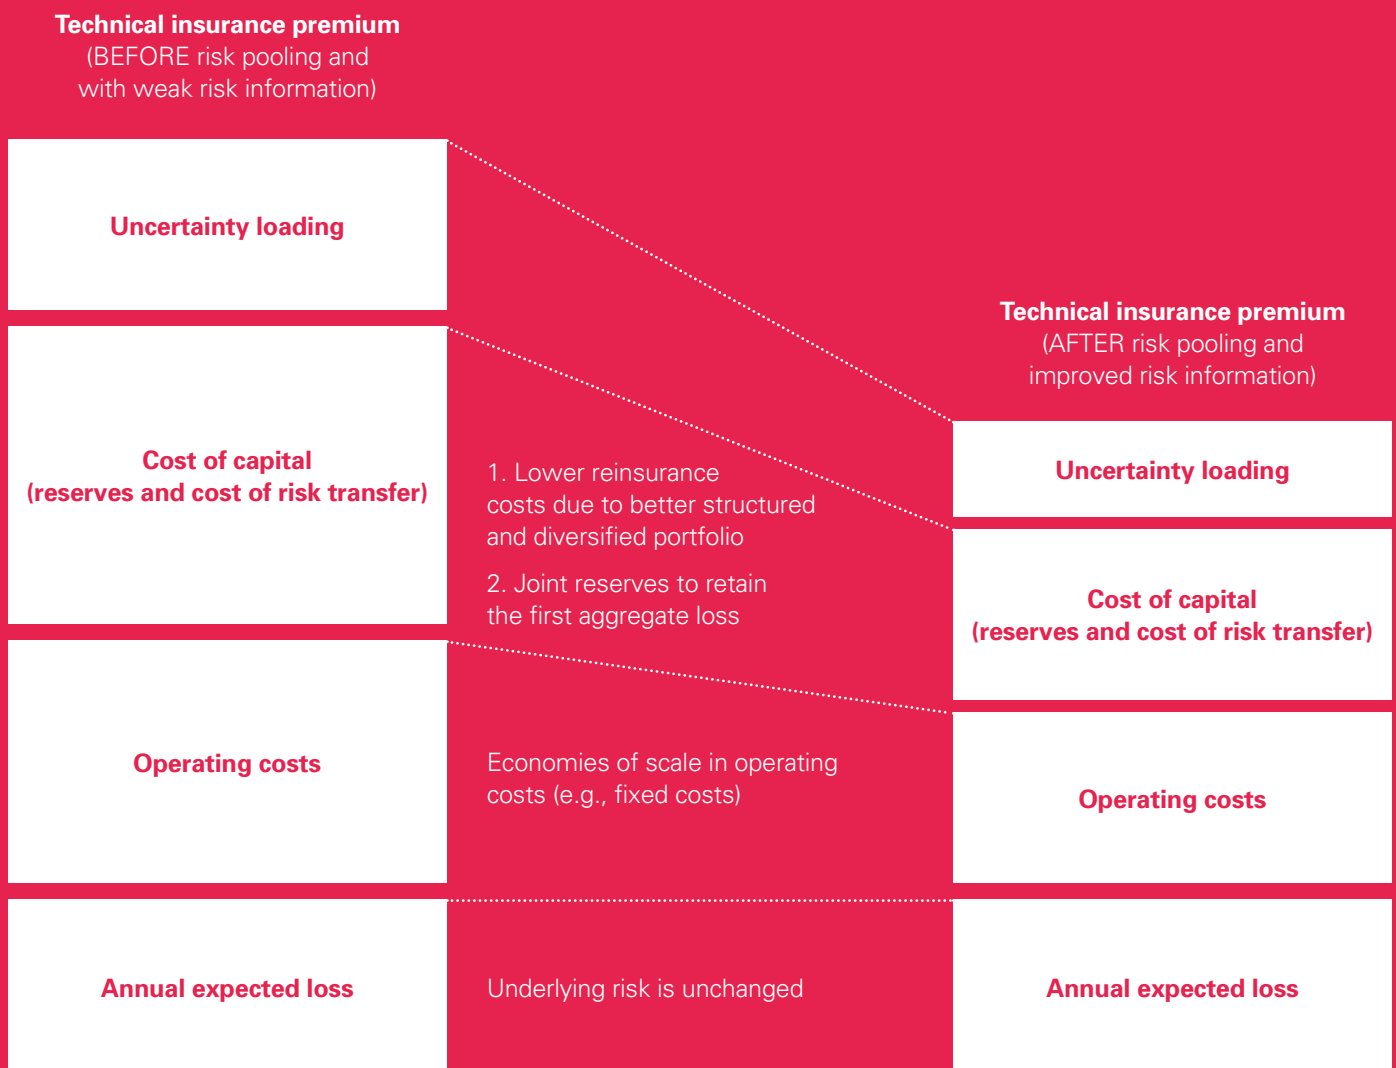 Technical insurance premium
(BEFORE risk pooling and
with weak risk information)
Uncertainty loading
Cost of capital
(reserves and cost of risk transfer)
Operating costs
Annual expected loss
1. Lower reinsurance
costs due to better structured
and diversified portfolio
2. Joint reserves to retain
the first aggregate loss
Economies of scale in operating
costs (e.g., fixed costs)
Underlying risk is unchanged
Technical insurance premium
(AFTER risk pooling and
improved risk information)
Uncertainty loading
Cost of capital
(reserves and cost of risk transfer)
Operating costs
Annual expected loss